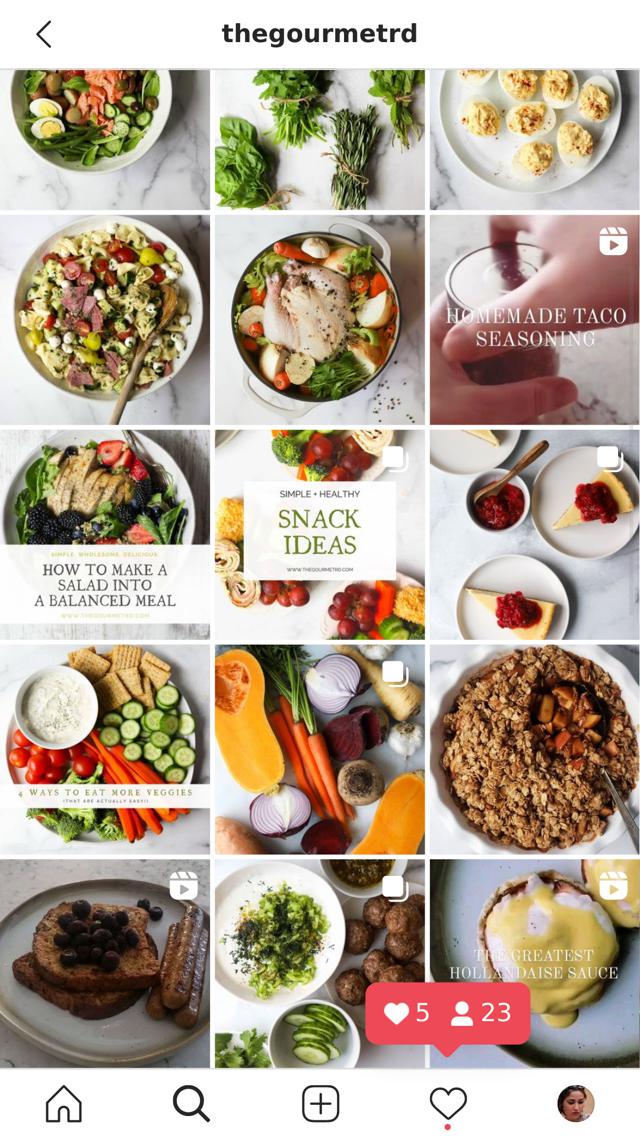 thegourmetrd
HOMEMADE TACO
SEASONING
SIMPLE. WHOLESOME. DELICIOUS.
HOW TO MAKE A
SALAD INTO
A BALANCED MEAL
WWW.THEGOURMETRD.COM
SIMPLE + HEALTHY
SNACK
IDEAS
WWW.THEGOURMETRD.COM
4 WAYS TO EAT MORE VEGGIES
(THAT ARE ACTUALLY EASY!)
THE GREATEST
HOLLANDAISE SAUCE
5 23